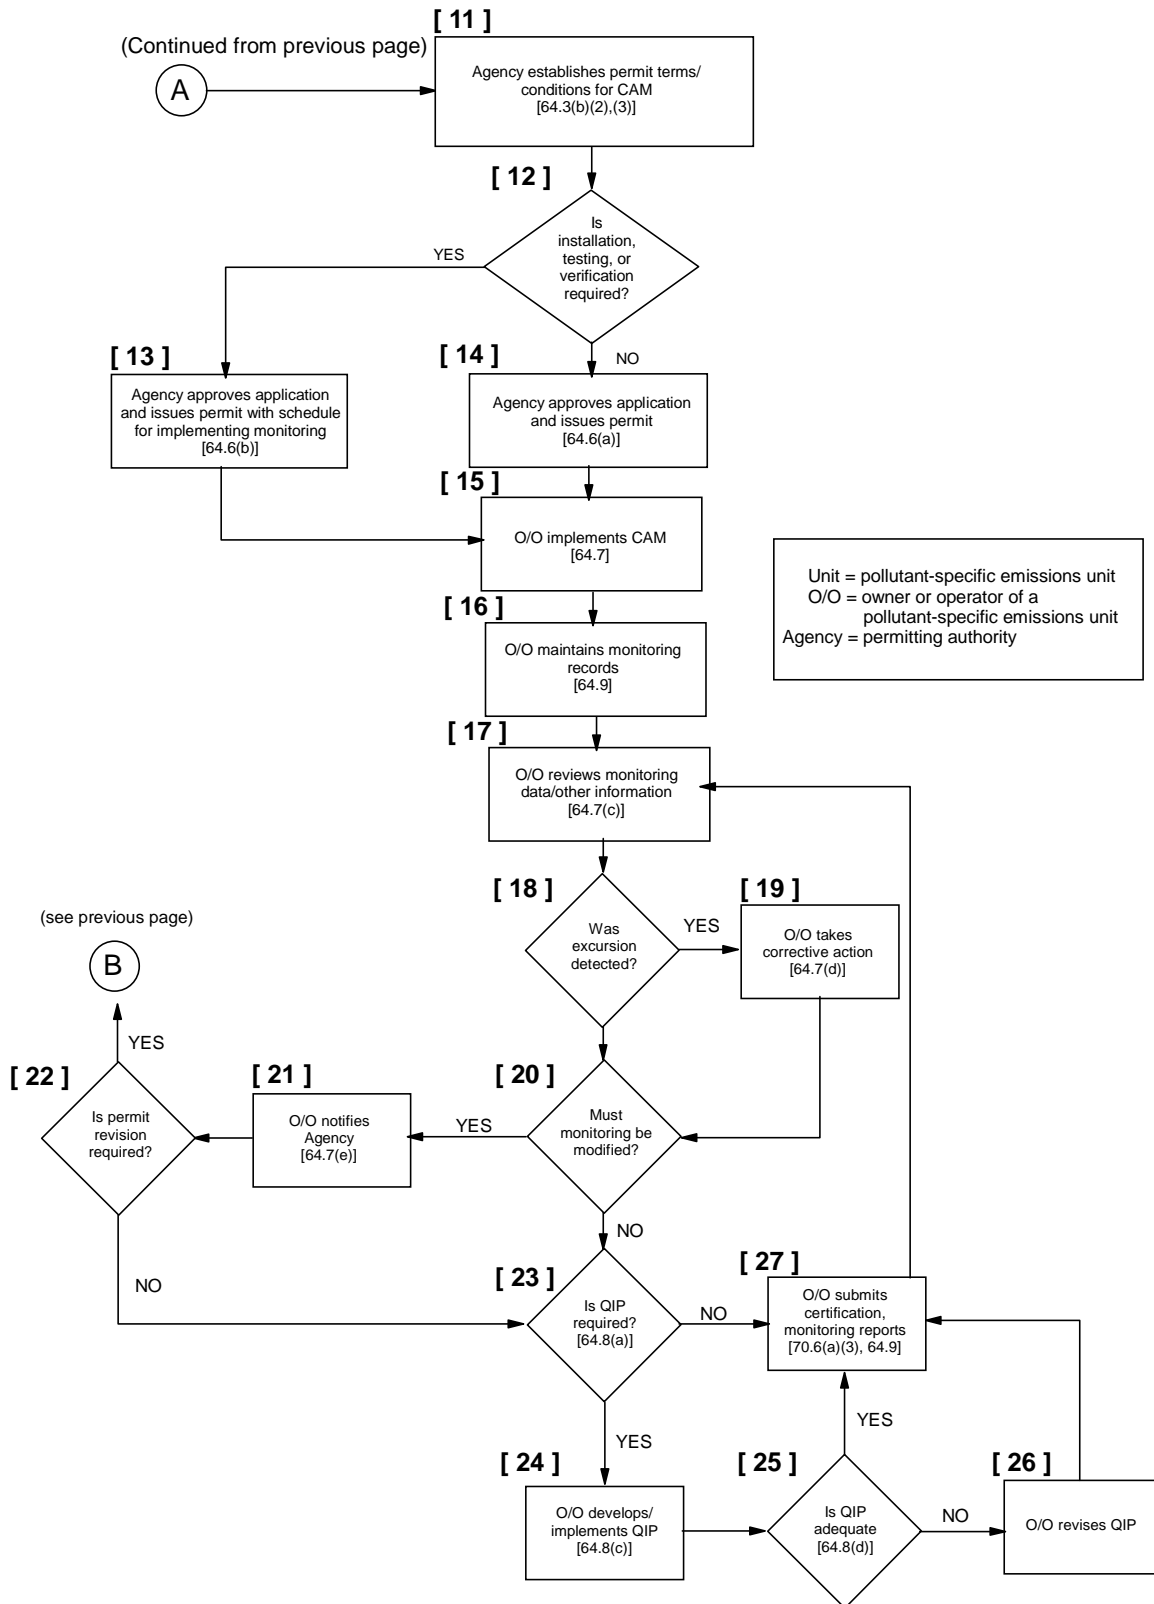 [ 11 ]
(Continued from previous page)
A
Agency establishes permit terms/
conditions for CAM
[64.3(b)(2),(3)]
[ 12 ]
Is
installation,
testing, or
verification
required?
YES
NO
[ 13 ]
Agency approves application
and issues permit with schedule
for implementing monitoring
[64.6(b)]
[ 14 ]
Agency approves application
and issues permit
[64.6(a)]
[ 15 ]
O/O implements CAM
[64.7]
Unit = pollutant-specific emissions unit
O/O = owner or operator of a
pollutant-specific emissions unit
Agency = permitting authority
[ 16 ]
O/O maintains monitoring
records
[64.9]
[ 17 ]
O/O reviews monitoring
data/other information
[64.7(c)]
[ 18 ]
Was
excursion
detected?
YES
[ 19 ]
O/O takes
corrective action
[64.7(d)]
(see previous page)
B
YES
[ 22 ]
Is permit
revision
required?
NO
[ 21 ]
O/O notifies
Agency
[64.7(e)]
YES
[ 20 ]
Must
monitoring be
modified?
NO
[ 23 ]
Is QIP
required?
[64.8(a)]
NO
YES
[ 27 ]
O/O submits
certification,
monitoring reports
[70.6(a)(3), 64.9]
[ 24 ]
O/O develops/
implements QIP
[64.8(c)]
YES
[ 25 ]
Is QIP
adequate
[64.8(d)]
NO
[ 26 ]
O/O revises QIP